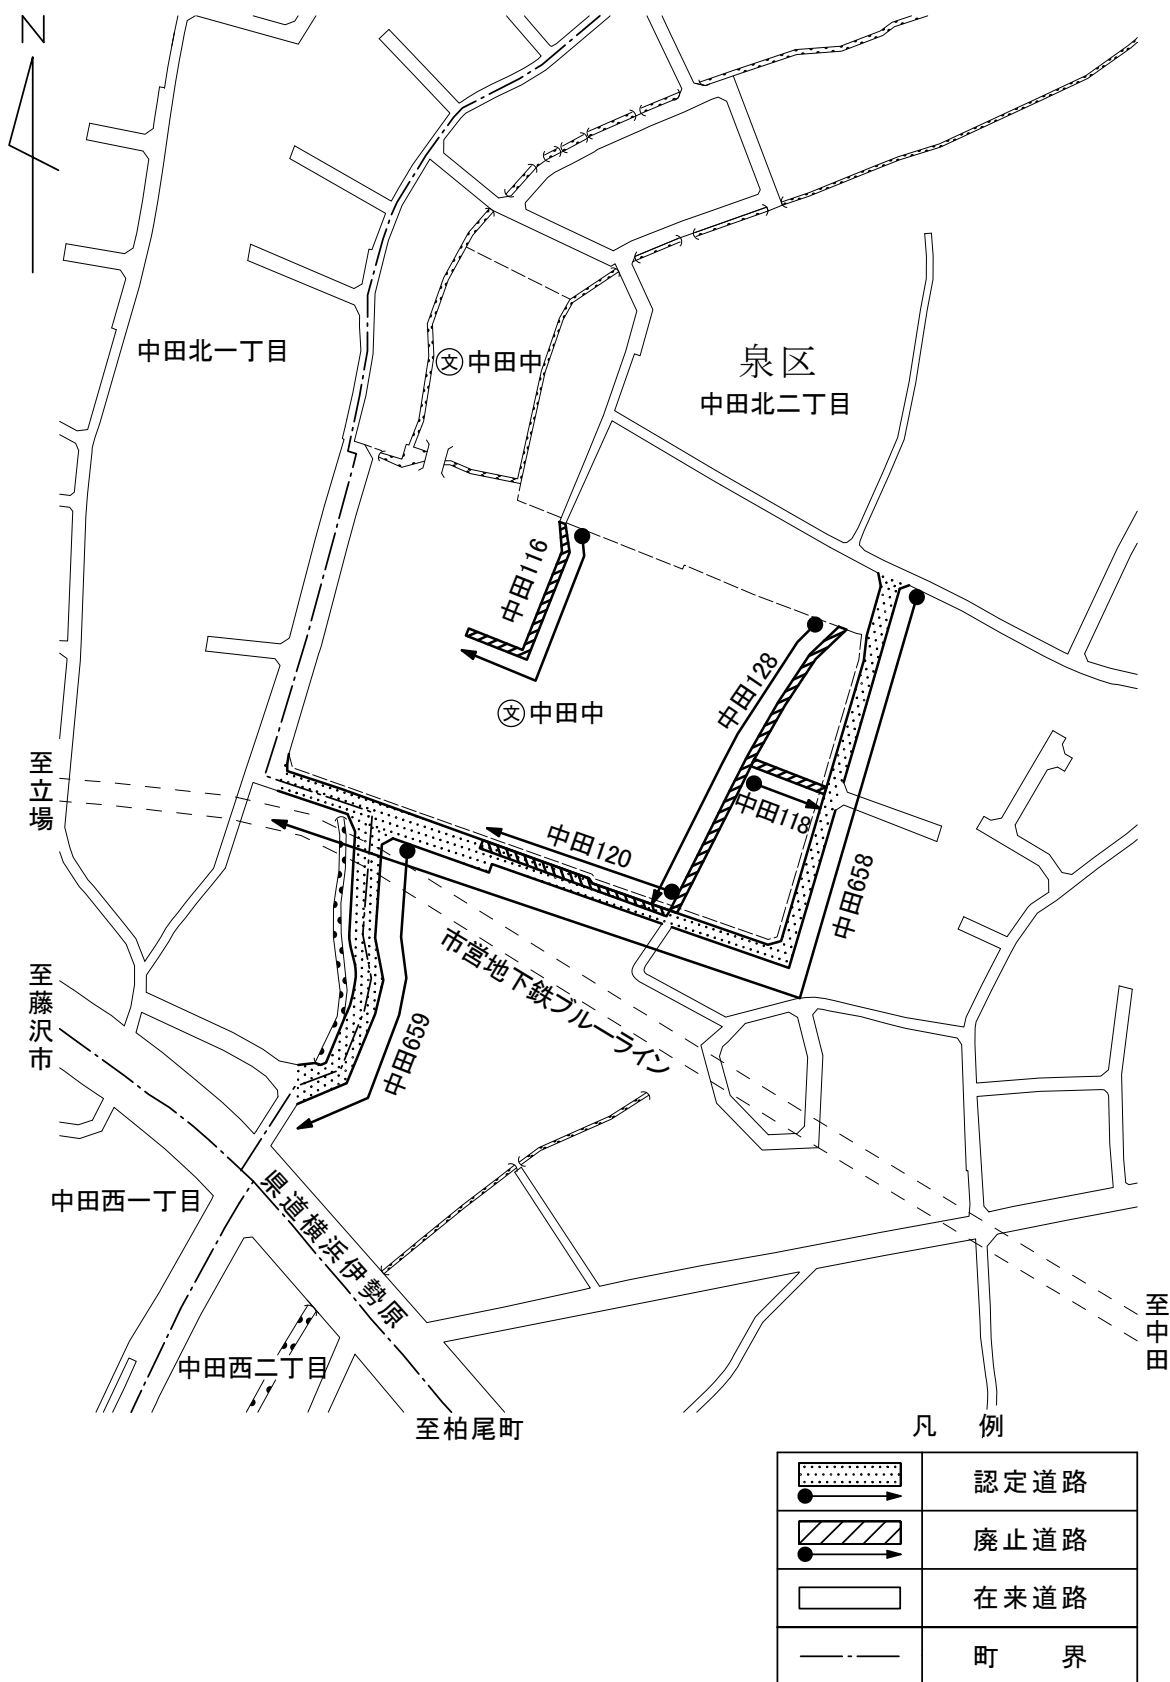 N
中田北一丁目
文中田中
泉区
中田北二丁目
中田116
中田128
文中田中
至立場
中田118
中田120
中田658
市営地下鉄ブルーライン
至藤沢市
中田659
中田西一丁目
県道横浜伊勢原
至中田
中田西二丁目
至柏尾町
凡 例
認定道路
廃止道路
在来道路
町 界